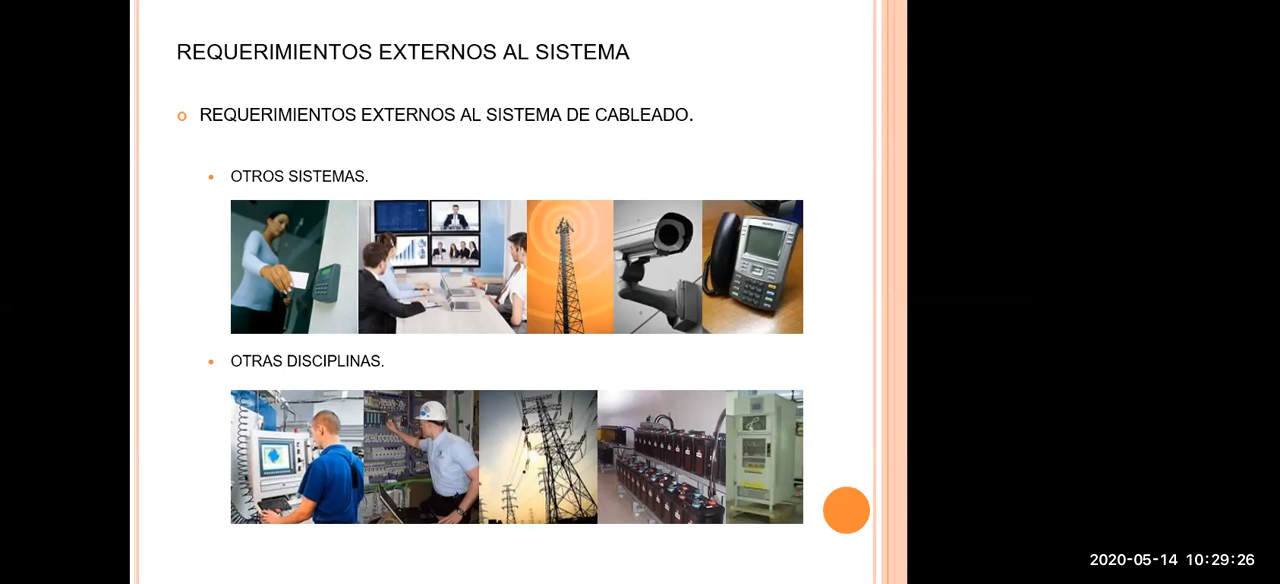 REQUERIMIENTOS EXTERNOS AL SISTEMA
REQUERIMIENTOS EXTERNOS AL SISTEMA DE CABLEADO.
OTROS SISTEMAS.
OTRAS DISCIPLINAS.
2020-05-14 10:29:26